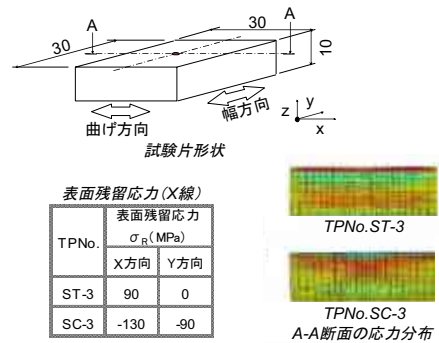 A
30
A
30
10
曲げ方向
幅方向
z
y
x
試験片形状
表面残留応力(X線)
TPNo.
表面残留応力
σR(MPa)
X方向
Y方向
ST-3
90
0
SC-3
-130
-90
TPNo.ST-3
TPNo.SC-3
A-A断面の応力分布